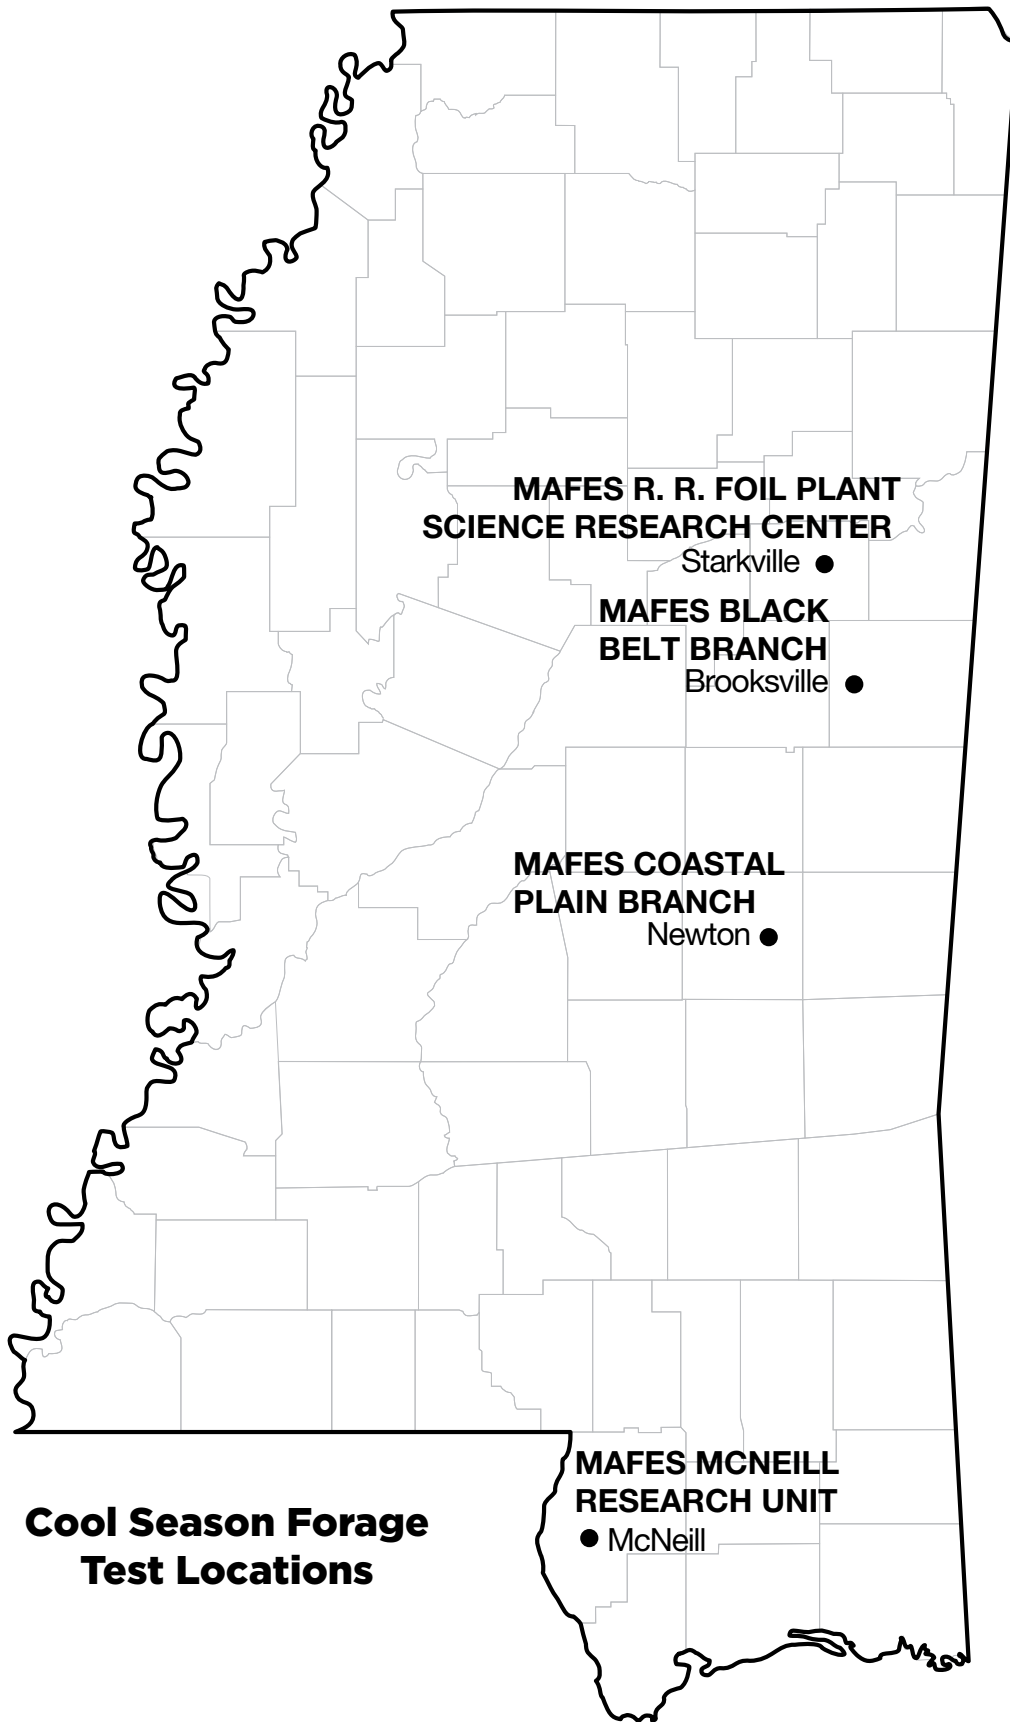 MAFES R. R. FOIL PLANT
SCIENCE RESEARCH CENTER
Starkville
MAFES BLACK
BELT BRANCH
Brooksville
MAFES COASTAL
PLAIN BRANCH
Newton
MAFES MCNEILL
RESEARCH UNIT
McNeill
Cool Season Forage
Test Locations